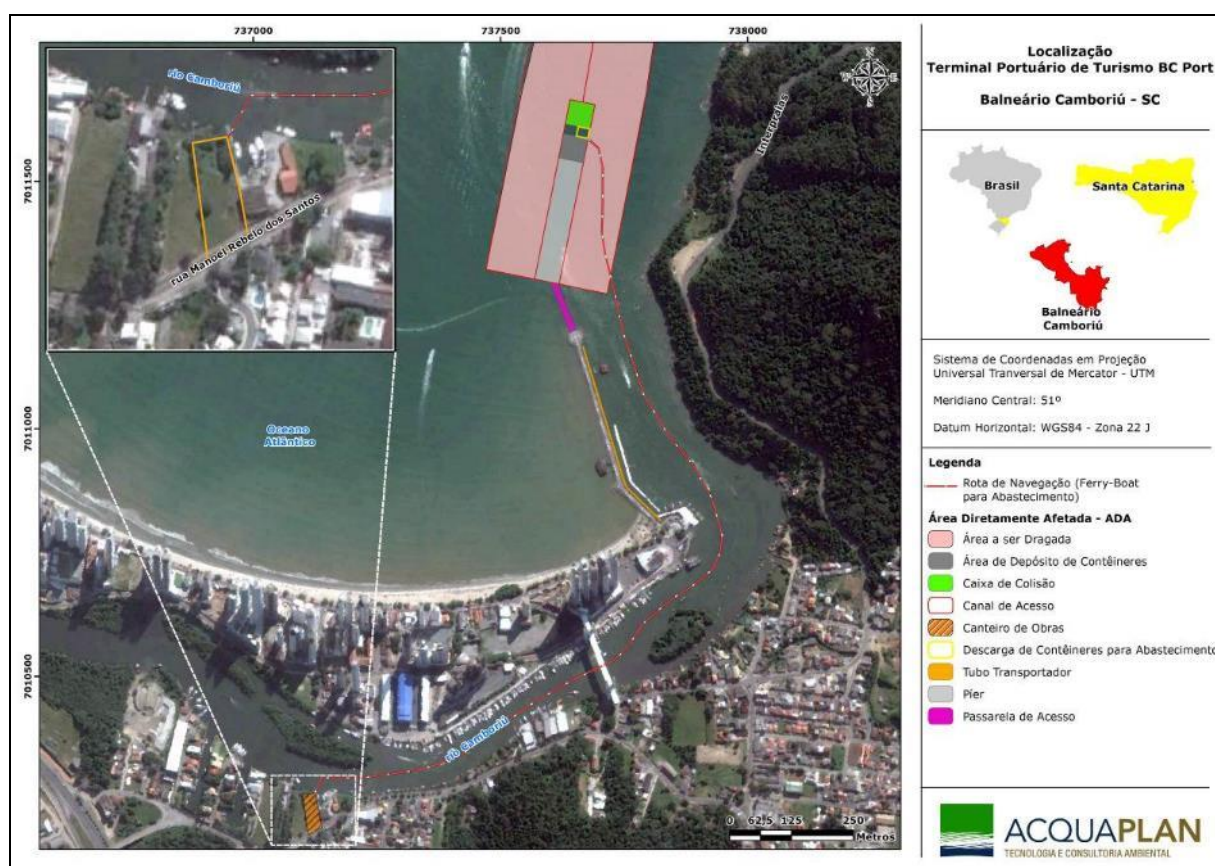 737000
737500
738000
7011500
7011000
7010500
rio Camboriú
rua Manoel Rebelo dos Santos
Interpraias
Oceano
Atlântico
rio Camboriú
0 62,5 125 250
Metros
Localização
Terminal Portuário de Turismo BC Port
Balneário Camboriú - SC
Brasil
Santa Catarina
Balneário
Camboriú
Sistema de Coordenadas em Projeção
Universal Tranversal de Mercator - UTM
Meridiano Central: 51º
Datum Horizontal: WGS84 - Zona 22 J
Legenda
Rota de Navegação (Ferry-Boat
para Abastecimento)
Área Diretamente Afetada - ADA
Área a ser Dragada
Área de Depósito de Contêineres
Caixa de Colisão
Canal de Acesso
Canteiro de Obras
Descarga de Contêineres para Abastecimento
Tubo Transportador
Píer
Passarela de Acesso
ACQUAPLAN
TECNOLOGIA E CONSULTORIA AMBIENTAL